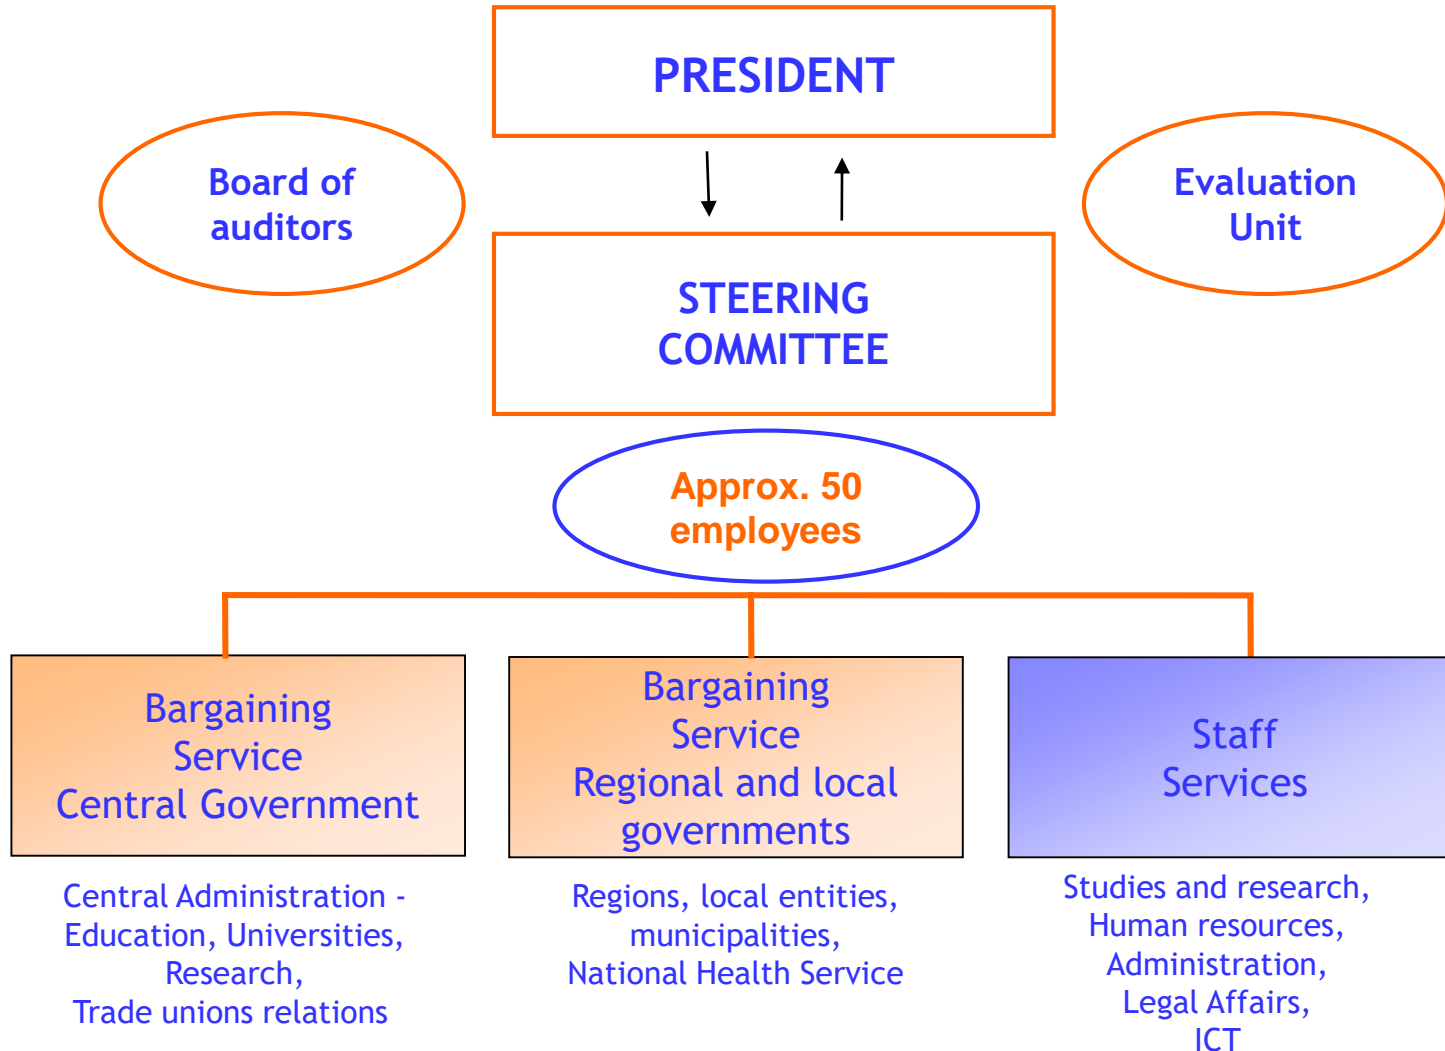 PRESIDENT
Board of
auditors
Evaluation
Unit
STEERING
COMMITTEE
Approx. 50
employees
Bargaining
Service
Central Government
Bargaining
Service
Regional and local
governments
Staff
Services
Central Administration -
Education, Universities,
Research,
Trade unions relations
Regions, local entities,
municipalities,
National Health Service
Studies and research,
Human resources,
Administration,
Legal Affairs,
ICT